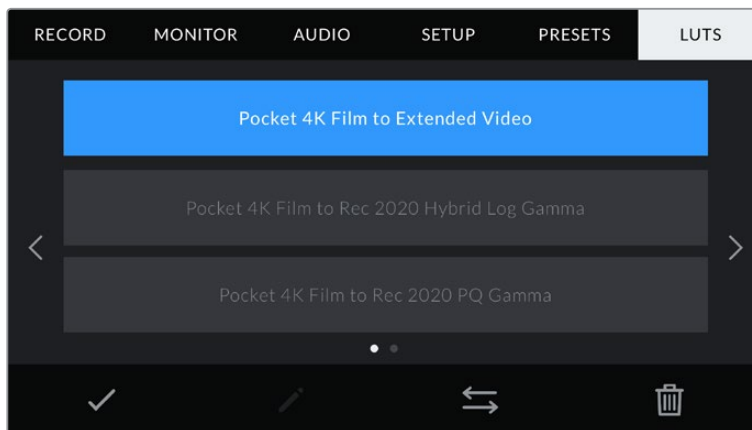 RECORD MONITOR AUDIO SETUP PRESETS LUTS
Pocket 4K Film to Extended Video
Pocket 4K Film to Rec 2020 Hybrid Log Gamma
Pocket 4K Film to Rec 2020 PQ Gamma